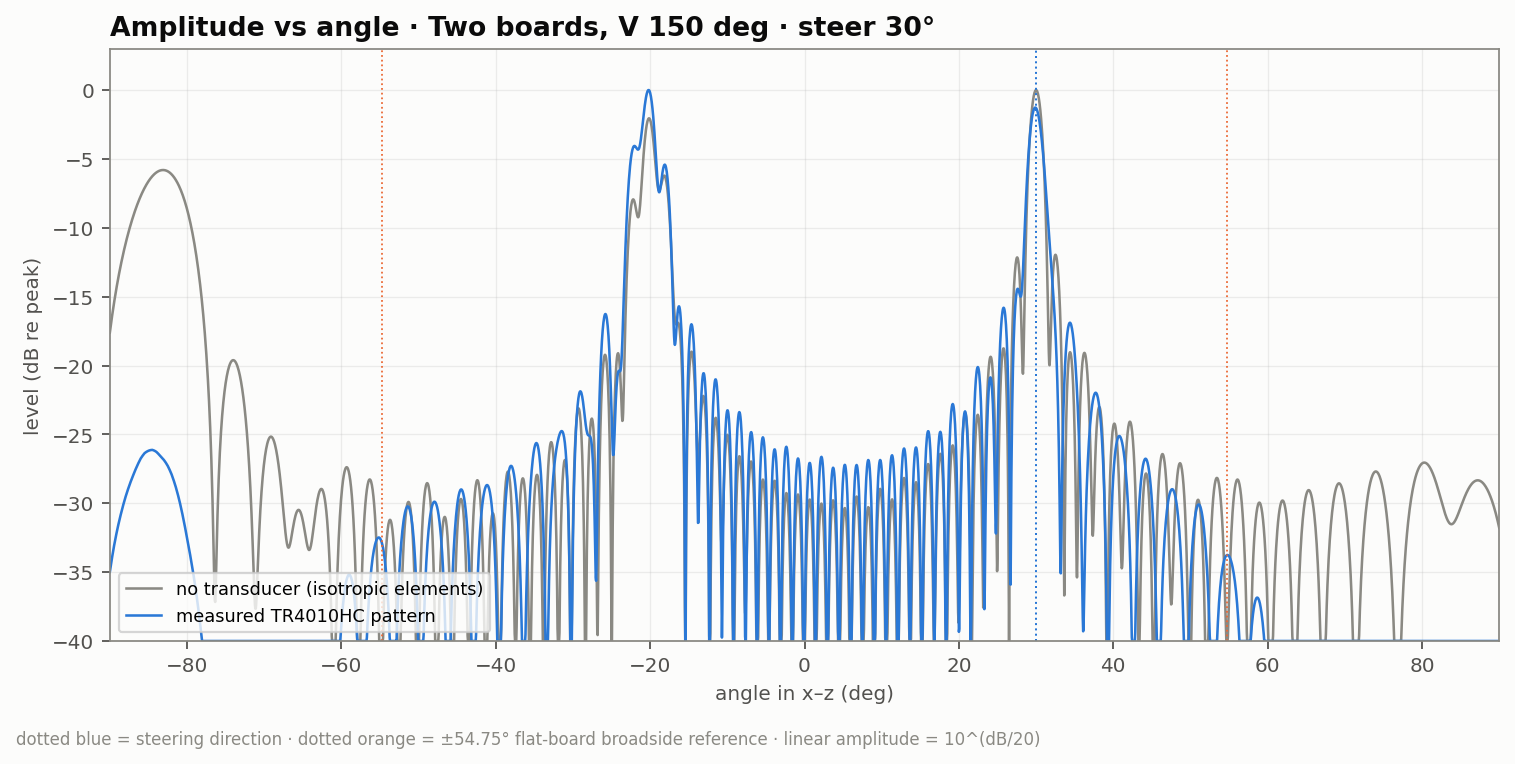 Amplitude vs angle · Two boards, V 150 deg · steer 30°
level (dB re peak)
0
−5
−10
−15
−20
−25
−30
−35
−40
no transducer (isotropic elements)
measured TR4010HC pattern
−80 −60 −40 −20 0 20 40 60 80
angle in x–z (deg)
dotted blue = steering direction · dotted orange = ±54.75° flat-board broadside reference · linear amplitude = 10^(dB/20)